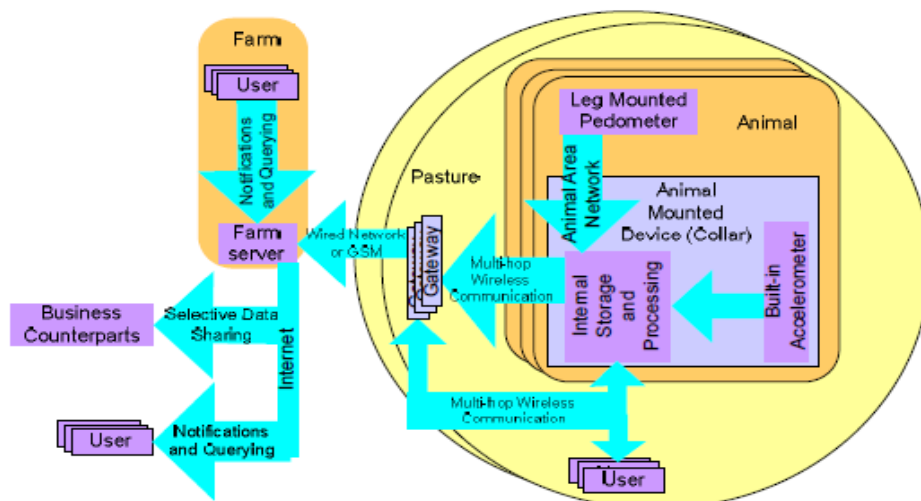 Farm
User
Notifications
and Querying
Farm
server
Wired Network
or GSM
Business
Counterparts
Selective Data
Sharing
Internet
User
Notifications
and Querying
Pasture
Gateway
Multi-hop
Wireless
Communication
Leg Mounted
Pedometer
Animal
Animal Area
Network
Animal
Mounted
Device (Collar)
Internal
Storage
and
Processing
Built-in
Accelerometer
Multi-hop Wireless
Communication
User